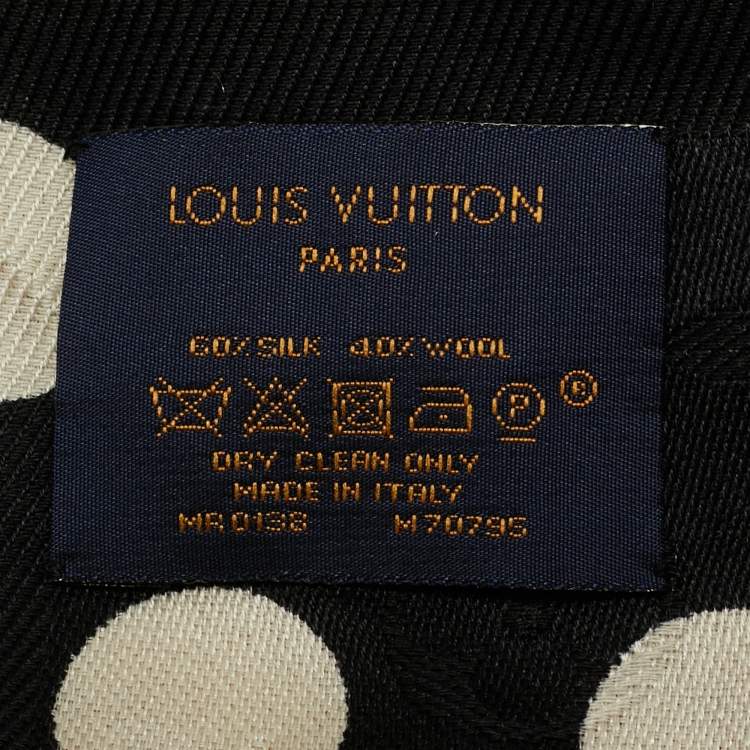 LOUIS VUITTON
PARIS
60% SILK 40% WOOL
P ®
DRY CLEAN ONLY
MADE IN ITALY
MR0138 M70795